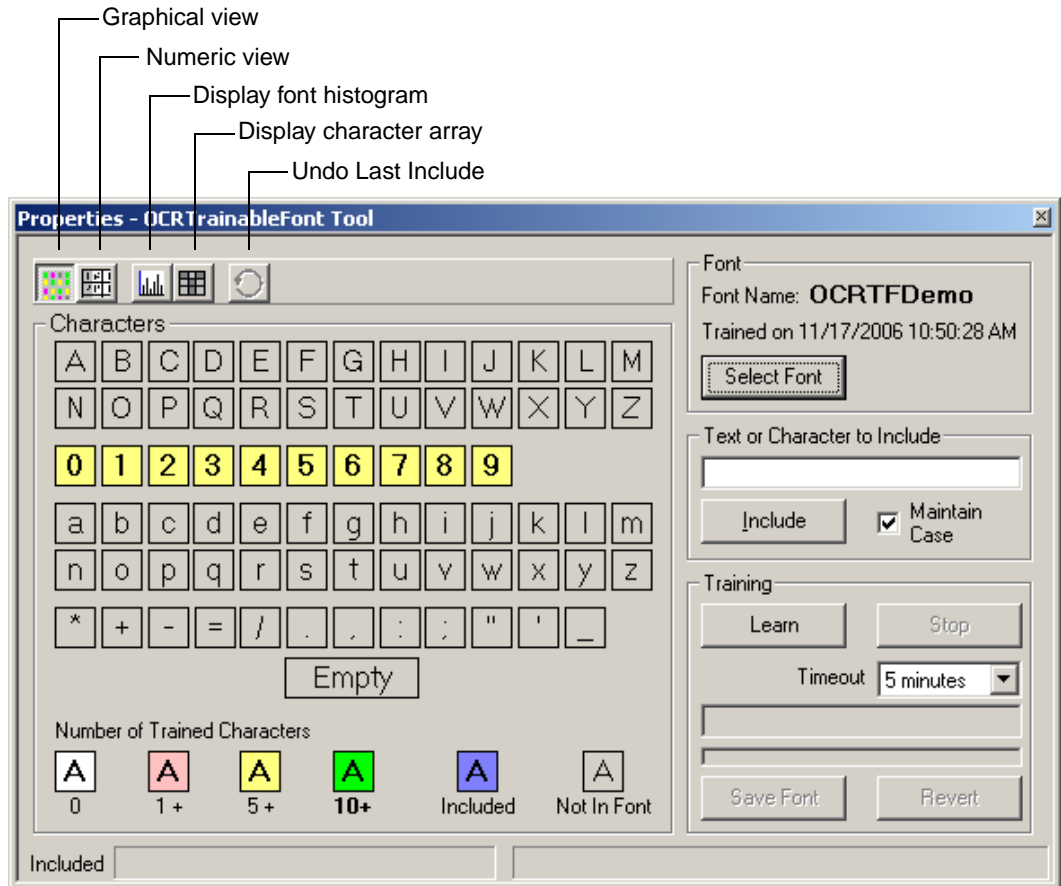 Graphical view
Numeric view
Display font histogram
Display character array
Undo Last Include
Properties - OCRTrainableFont Tool
Characters
A B C D E F G H I J K L M
N O P Q R S T U V W X Y Z
0 1 2 3 4 5 6 7 8 9
a b c d e f g h i j k l m
n o p q r s t u v w x y z
* + - = / . , : ; " ' _
Empty
Number of Trained Characters
A A A A A A
0 1 + 5 + 10+ Included Not In Font
Font
Font Name: OCRTFDemo
Trained on 11/17/2006 10:50:28 AM
Select Font
Text or Character to Include
Include
Maintain
Case
Training
Learn Stop
Timeout 5 minutes
Save Font Revert
Included